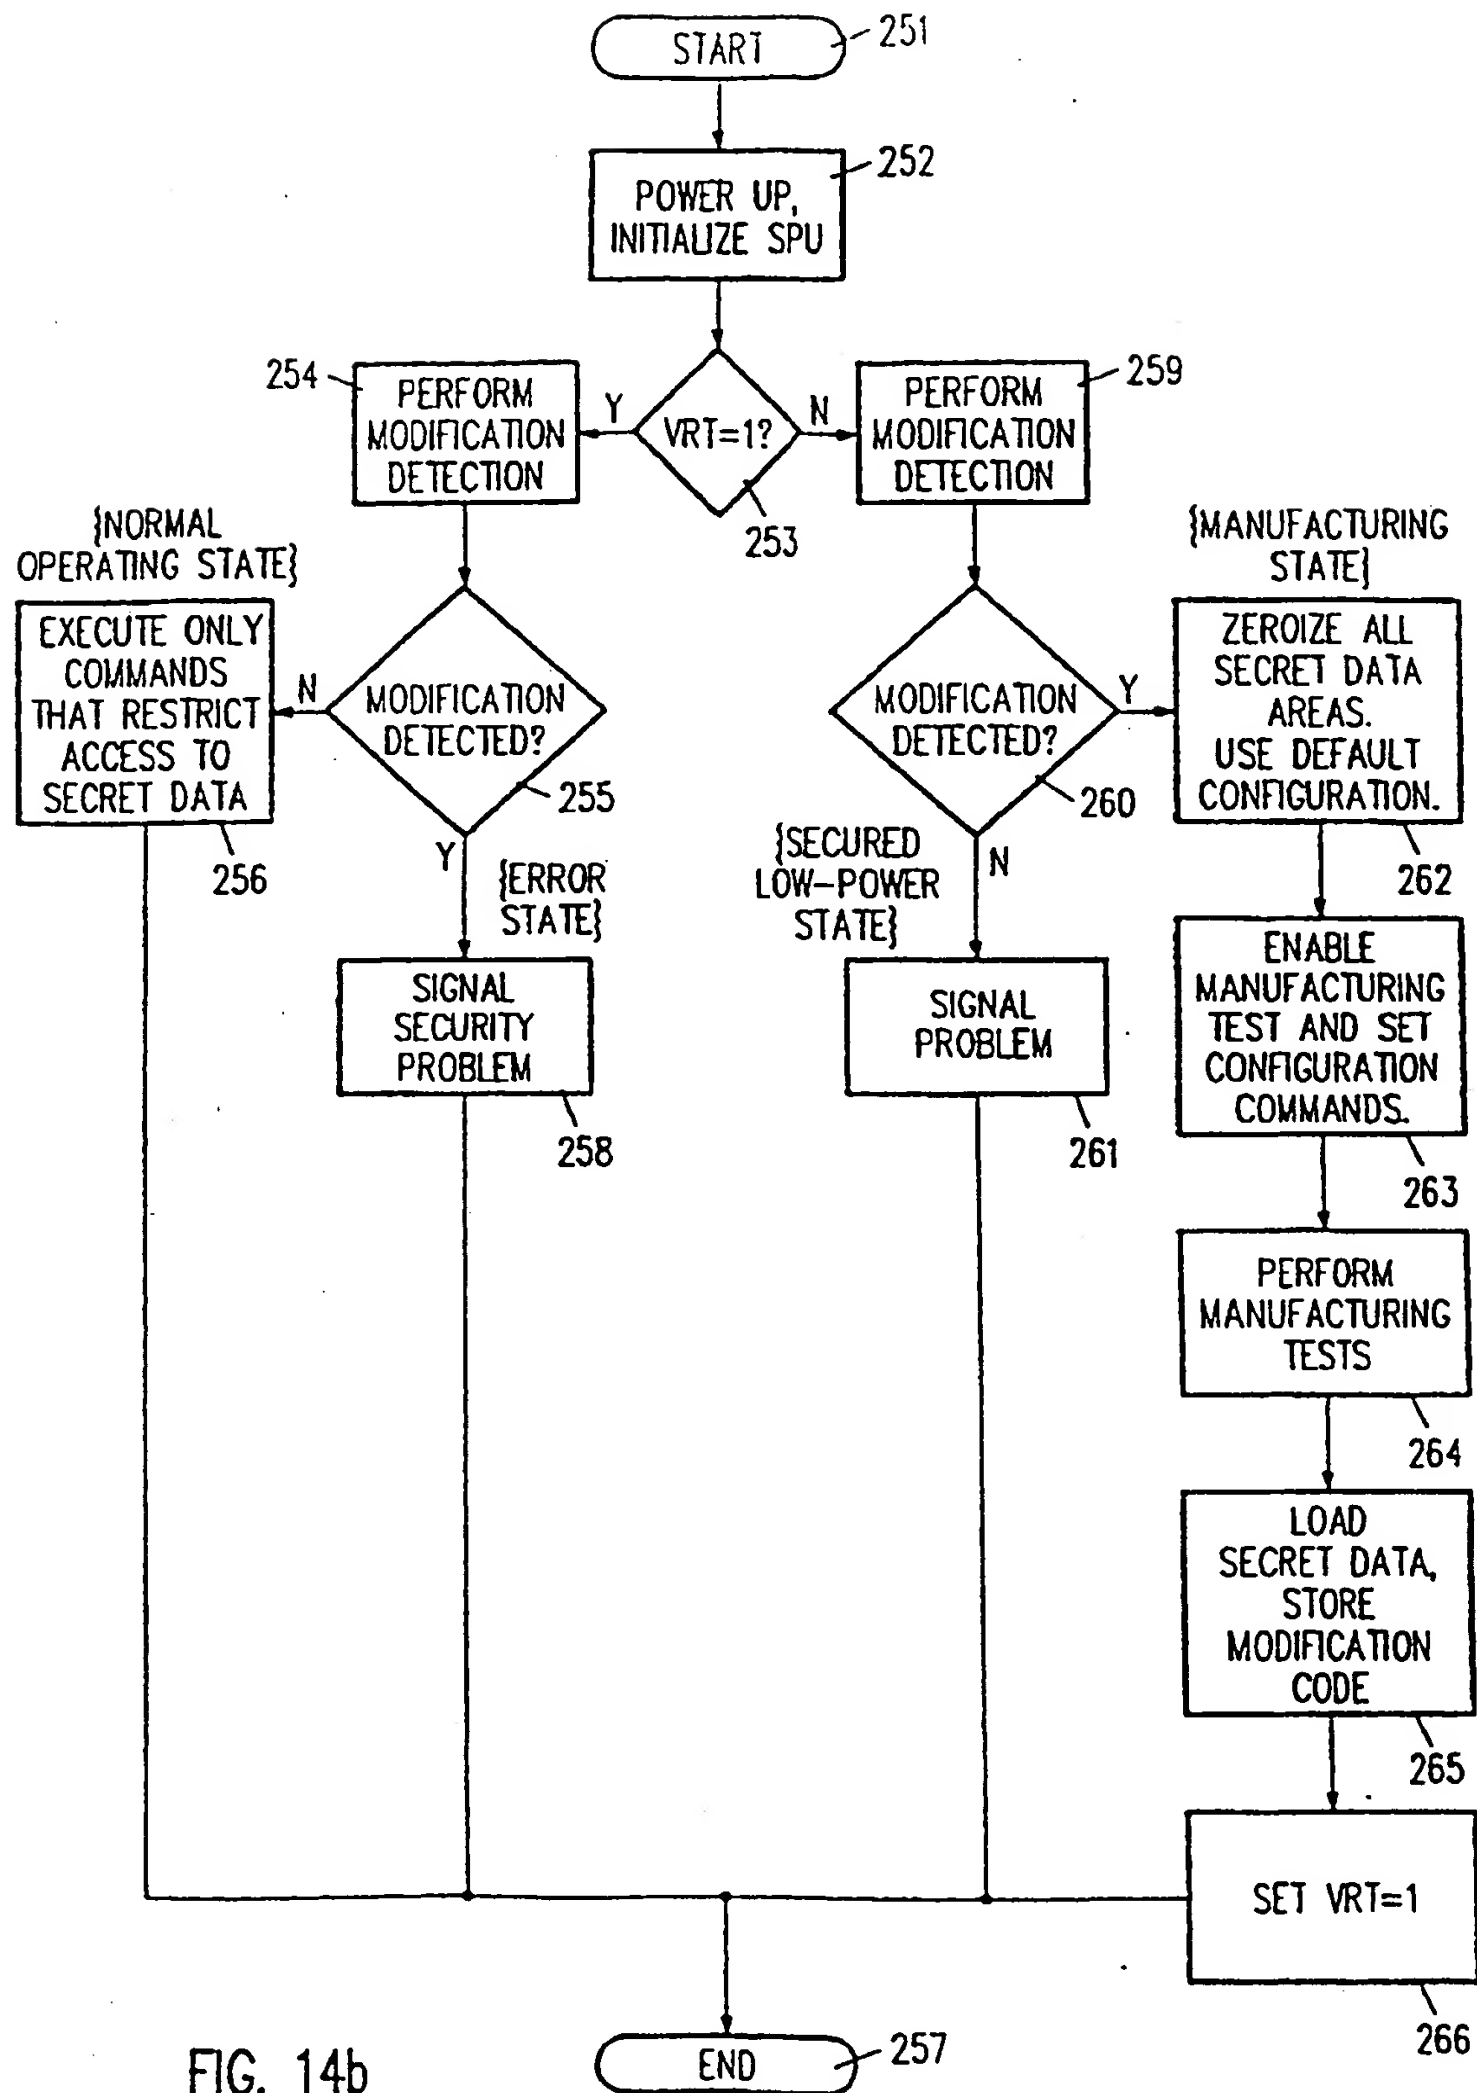 START
251
POWER UP,
INITIALIZE SPU
252
254
PERFORM
MODIFICATION
DETECTION
Y
VRT=1?
N
253
PERFORM
MODIFICATION
DETECTION
259
{NORMAL
OPERATING STATE}
EXECUTE ONLY
COMMANDS
THAT RESTRICT
ACCESS TO
SECRET DATA
256
N
MODIFICATION
DETECTED?
255
Y
{ERROR
STATE}
SIGNAL
SECURITY
PROBLEM
258
MODIFICATION
DETECTED?
260
Y
N
{SECURED
LOW-POWER
STATE}
SIGNAL
PROBLEM
261
{MANUFACTURING
STATE}
ZEROIZE ALL
SECRET DATA
AREAS.
USE DEFAULT
CONFIGURATION.
262
ENABLE
MANUFACTURING
TEST AND SET
CONFIGURATION
COMMANDS.
263
PERFORM
MANUFACTURING
TESTS
264
LOAD
SECRET DATA,
STORE
MODIFICATION
CODE
265
SET VRT=1
266
END
257
FIG. 14b